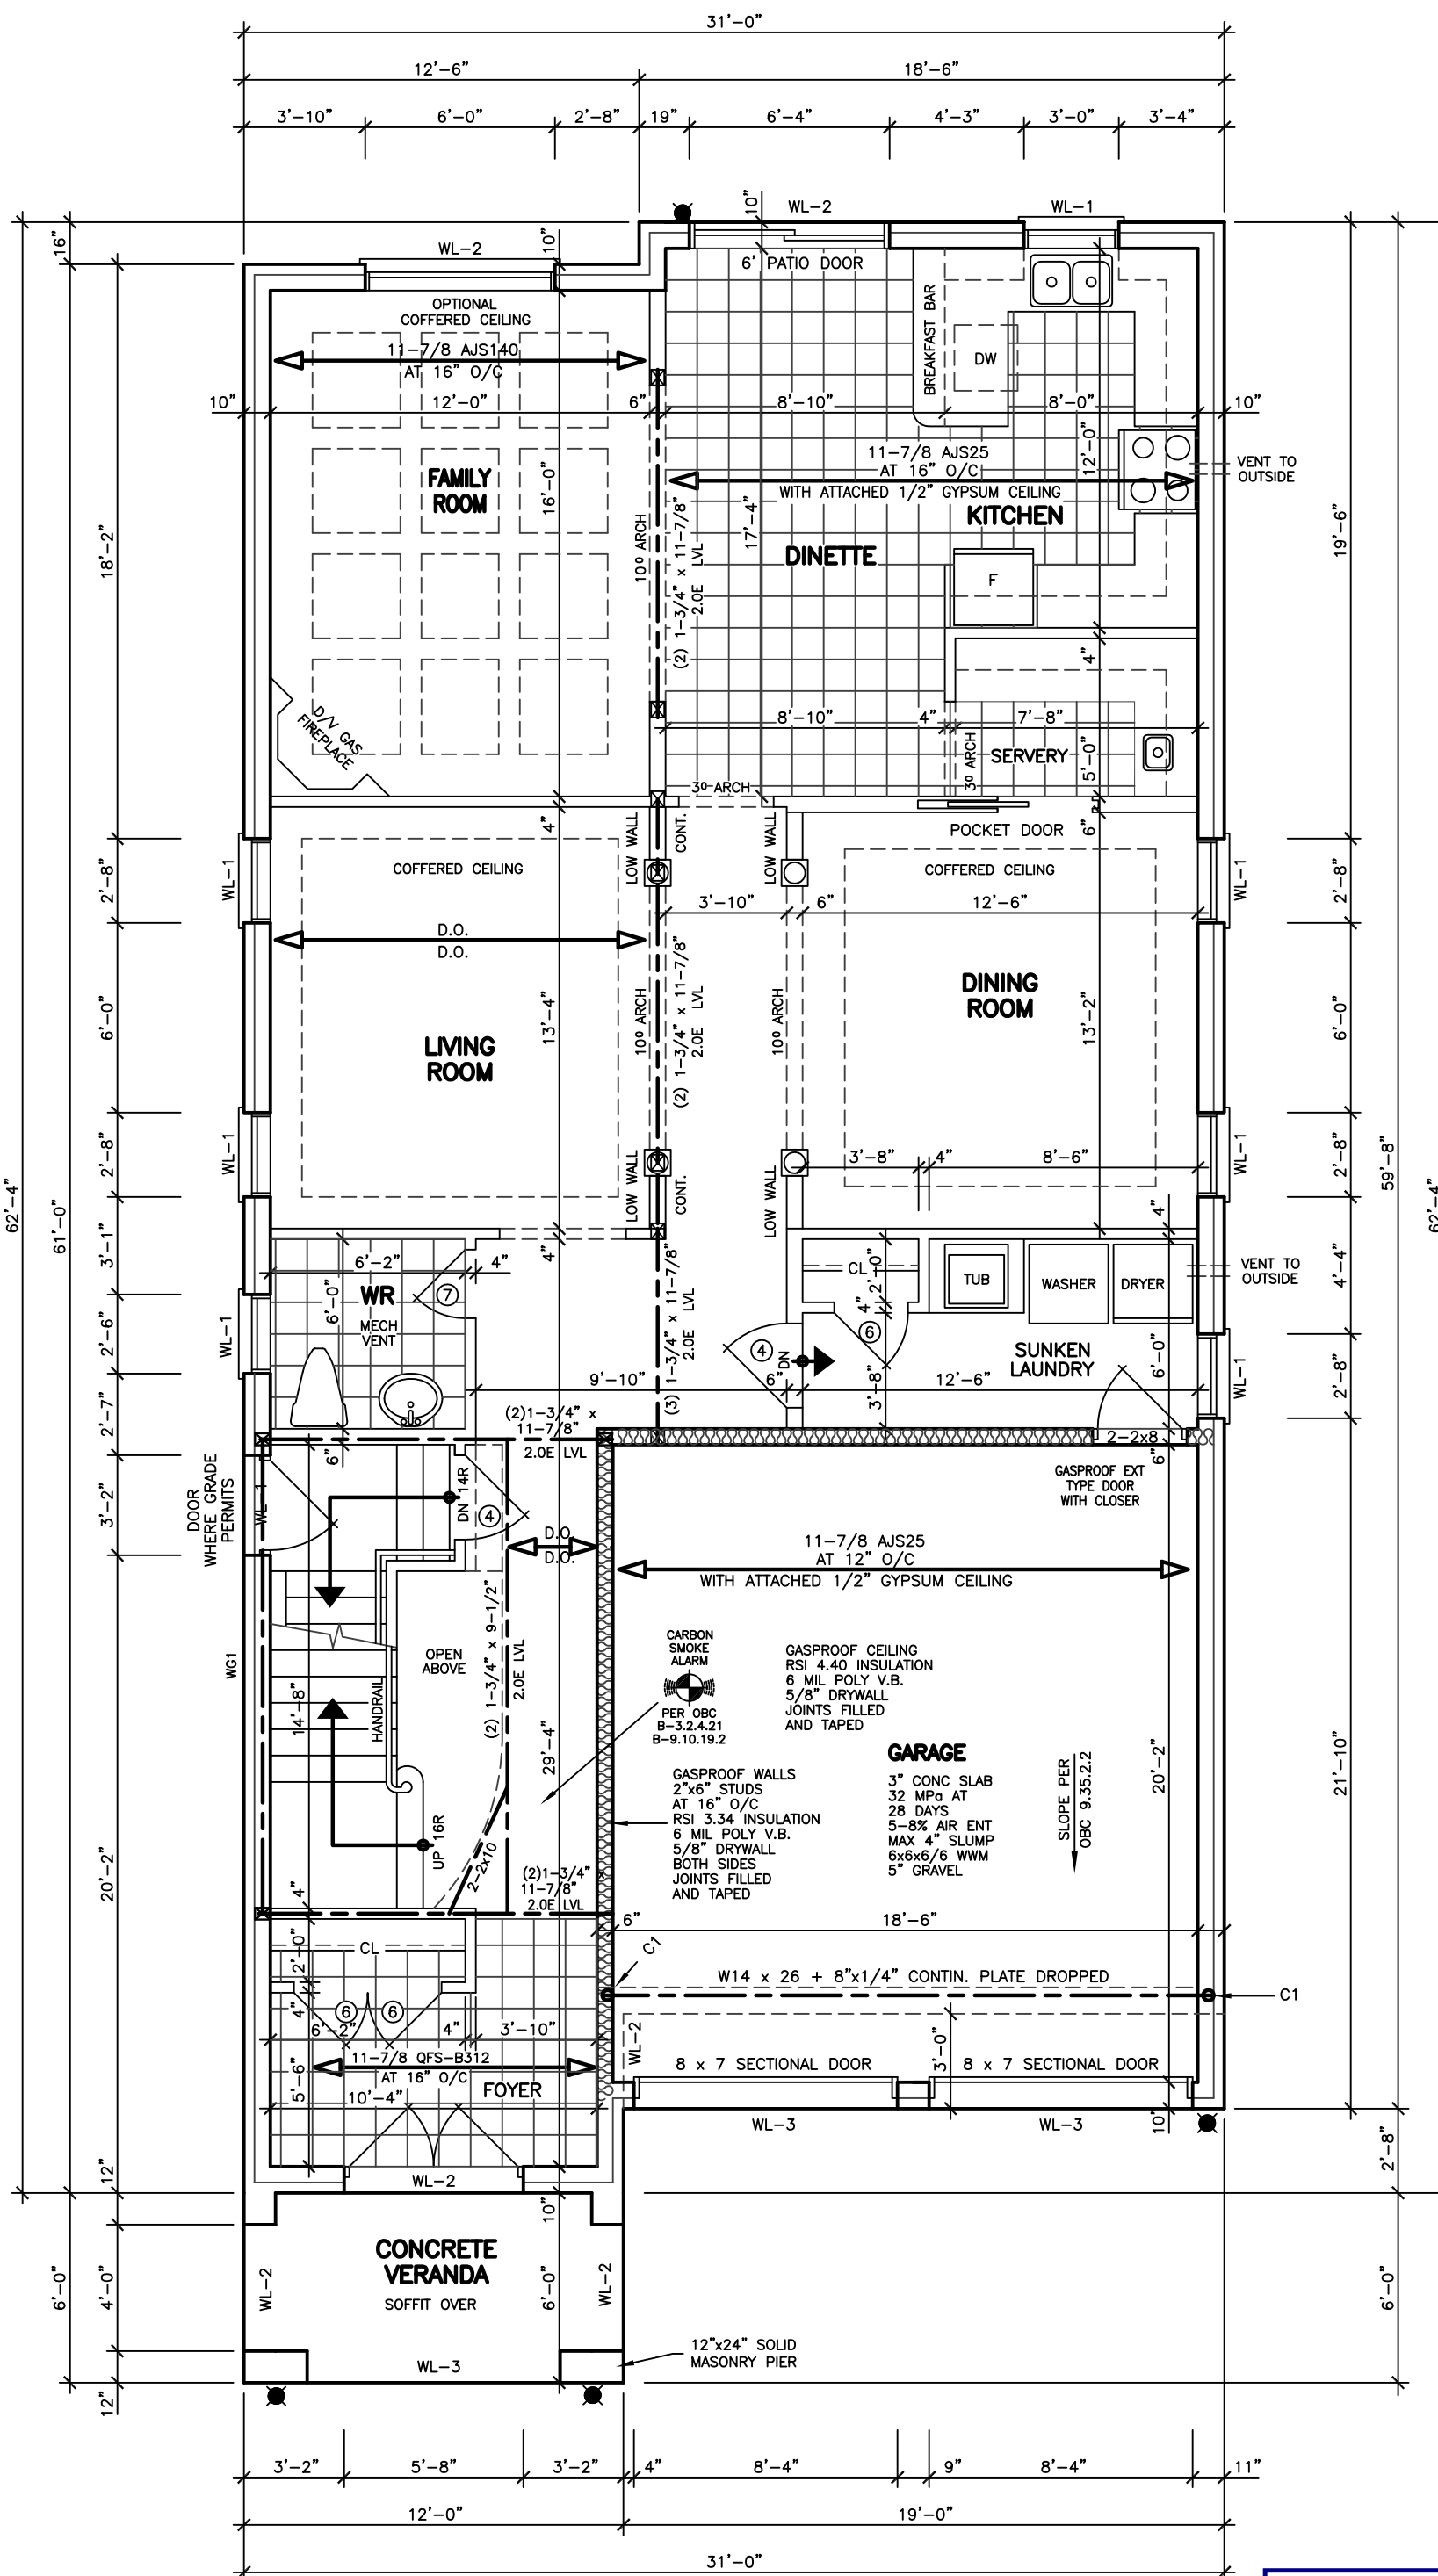 31'-0"
12'-6" 18'-6"
3'-10" 6'-0" 2'-8" 19" 6'-4" 4'-3" 3'-0" 3'-4"
16"
10"
WL-2
10"
WL-2
WL-1
6' PATIO DOOR
OPTIONAL
COFFERED CEILING
11-7/8 AJS140
AT 16" O/C
BREAKFAST BAR
DW
10" 12'-0" 6" 8'-10" 8'-0" 10"
12'-0"
11-7/8 AJS25
AT 16" O/C
WITH ATTACHED 1/2" GYPSUM CEILING
VENT TO
OUTSIDE
FAMILY
ROOM
16'-0"
17'-4"
KITCHEN
DINETTE
F
10⁰ ARCH
(2) 1-3/4" x 11-7/8"
2.0E LVL
18'-2"
19'-6"
4"
D/V GAS
FIREPLACE
8'-10" 4" 7'-8"
SERVERY
3⁰ ARCH
5'-0"
3⁰ ARCH
4"
6"
POCKET DOOR
LOW WALL
CONT.
LOW WALL
COFFERED CEILING
COFFERED CEILING
WL-1
2'-8"
WL-1
2'-8"
3'-10" 6" 12'-6"
D.O.
D.O.
10⁰ ARCH
(2) 1-3/4" x 11-7/8"
2.0E LVL
10⁰ ARCH
DINING
ROOM
13'-4"
13'-2"
LIVING
ROOM
6'-0"
6'-0"
62'-4"
61'-0"
59'-8"
62'-4"
WL-1
2'-8"
WL-1
2'-8"
3'-8" 4" 8'-6"
LOW WALL
CONT.
LOW WALL
4"
4"
3'-1"
4'-4"
6'-2" 4"
WR
MECH
VENT
6'-0"
7
CL
2'-0"
4"
TUB
WASHER
DRYER
VENT TO
OUTSIDE
WL-1
2'-6"
(3) 1-3/4" x 11-7/8"
2.0E LVL
4
DN
6
SUNKEN
LAUNDRY
6'-0"
WL-1
2'-8"
9'-10" 6" 12'-6"
3'-8"
2'-7"
(2)1-3/4" x
11-7/8"
2.0E LVL
6"
2-2x8
6"
GASPROOF EXT
TYPE DOOR
WITH CLOSER
DOOR
WHERE GRADE
PERMITS
WL-1
3'-2"
DN 14R
4
D.O.
D.O.
11-7/8 AJS25
AT 12" O/C
WITH ATTACHED 1/2" GYPSUM CEILING
WG1
OPEN
ABOVE
(2) 1-3/4" x 9-1/2"
2.0E LVL
HANDRAIL
14'-8"
29'-4"
CARBON
SMOKE
ALARM
PER OBC
B-3.2.4.21
B-9.10.19.2
GASPROOF CEILING
RSI 4.40 INSULATION
6 MIL POLY V.B.
5/8" DRYWALL
JOINTS FILLED
AND TAPED
GARAGE
3" CONC SLAB
32 MPa AT
28 DAYS
5-8% AIR ENT
MAX 4" SLUMP
6x6x6/6 WWM
5" GRAVEL
GASPROOF WALLS
2"x6" STUDS
AT 16" O/C
RSI 3.34 INSULATION
6 MIL POLY V.B.
5/8" DRYWALL
BOTH SIDES
JOINTS FILLED
AND TAPED
SLOPE PER
OBC 9.35.2.2
20'-2"
21'-10"
20'-2"
UP 16R
2-2x10
(2)1-3/4" x
11-7/8"
2.0E LVL
4"
6" 18'-6"
C1
CL
2'-0"
4"
6 6
W14 x 26 + 8"x1/4" CONTIN. PLATE DROPPED
C1
6'-2" 4" 3'-10"
WL-2
3'-0"
11-7/8 QFS-B312
AT 16" O/C
FOYER
5'-6"
10'-4"
8 x 7 SECTIONAL DOOR
8 x 7 SECTIONAL DOOR
WL-3
WL-3
10"
2'-8"
12"
WL-2
10"
CONCRETE
VERANDA
SOFFIT OVER
WL-2
WL-2
6'-0"
4'-0"
6'-0"
6'-0"
12"x24" SOLID
MASONRY PIER
WL-3
12"
3'-2" 5'-8" 3'-2" 4" 8'-4" 9" 8'-4" 11"
12'-0" 19'-0"
31'-0"